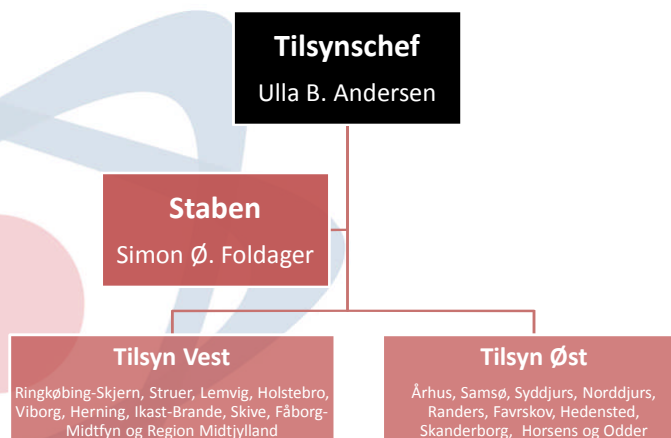 Tilsynschef
Ulla B. Andersen
Staben
Simon Ø. Foldager
Tilsyn Vest
Ringkøbing-Skjern, Struer, Lemvig, Holstebro,
Viborg, Herning, Ikast-Brande, Skive, Fåborg-
Midtfyn og Region Midtjylland
Tilsyn Øst
Århus, Samsø, Syddjurs, Norddjurs,
Randers, Favrskov, Hedensted,
Skanderborg, Horsens og Odder